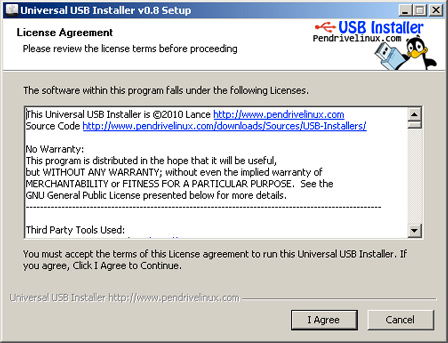 Universal USB Installer v0.8 Setup
License Agreement
Please review the license terms before proceeding
USB Installer
Pendrivelinux.com
The software within this program falls under the following Licenses.
This Universal USB Installer is ©2010 Lance http://www.pendrivelinux.com
Source Code http://www.pendrivelinux.com/downloads/Sources/USB-Installers/
No Warranty:
This program is distributed in the hope that it will be useful,
but WITHOUT ANY WARRANTY; without even the implied warranty of
MERCHANTABILITY or FITNESS FOR A PARTICULAR PURPOSE. See the
GNU General Public License presented below for more details.
--------------------------------------------------------------------------------
Third Party Tools Used:
You must accept the terms of this License agreement to run this Universal USB Installer. If
you agree, Click I Agree to Continue.
Universal USB Installer http://www.pendrivelinux.com
I Agree
Cancel